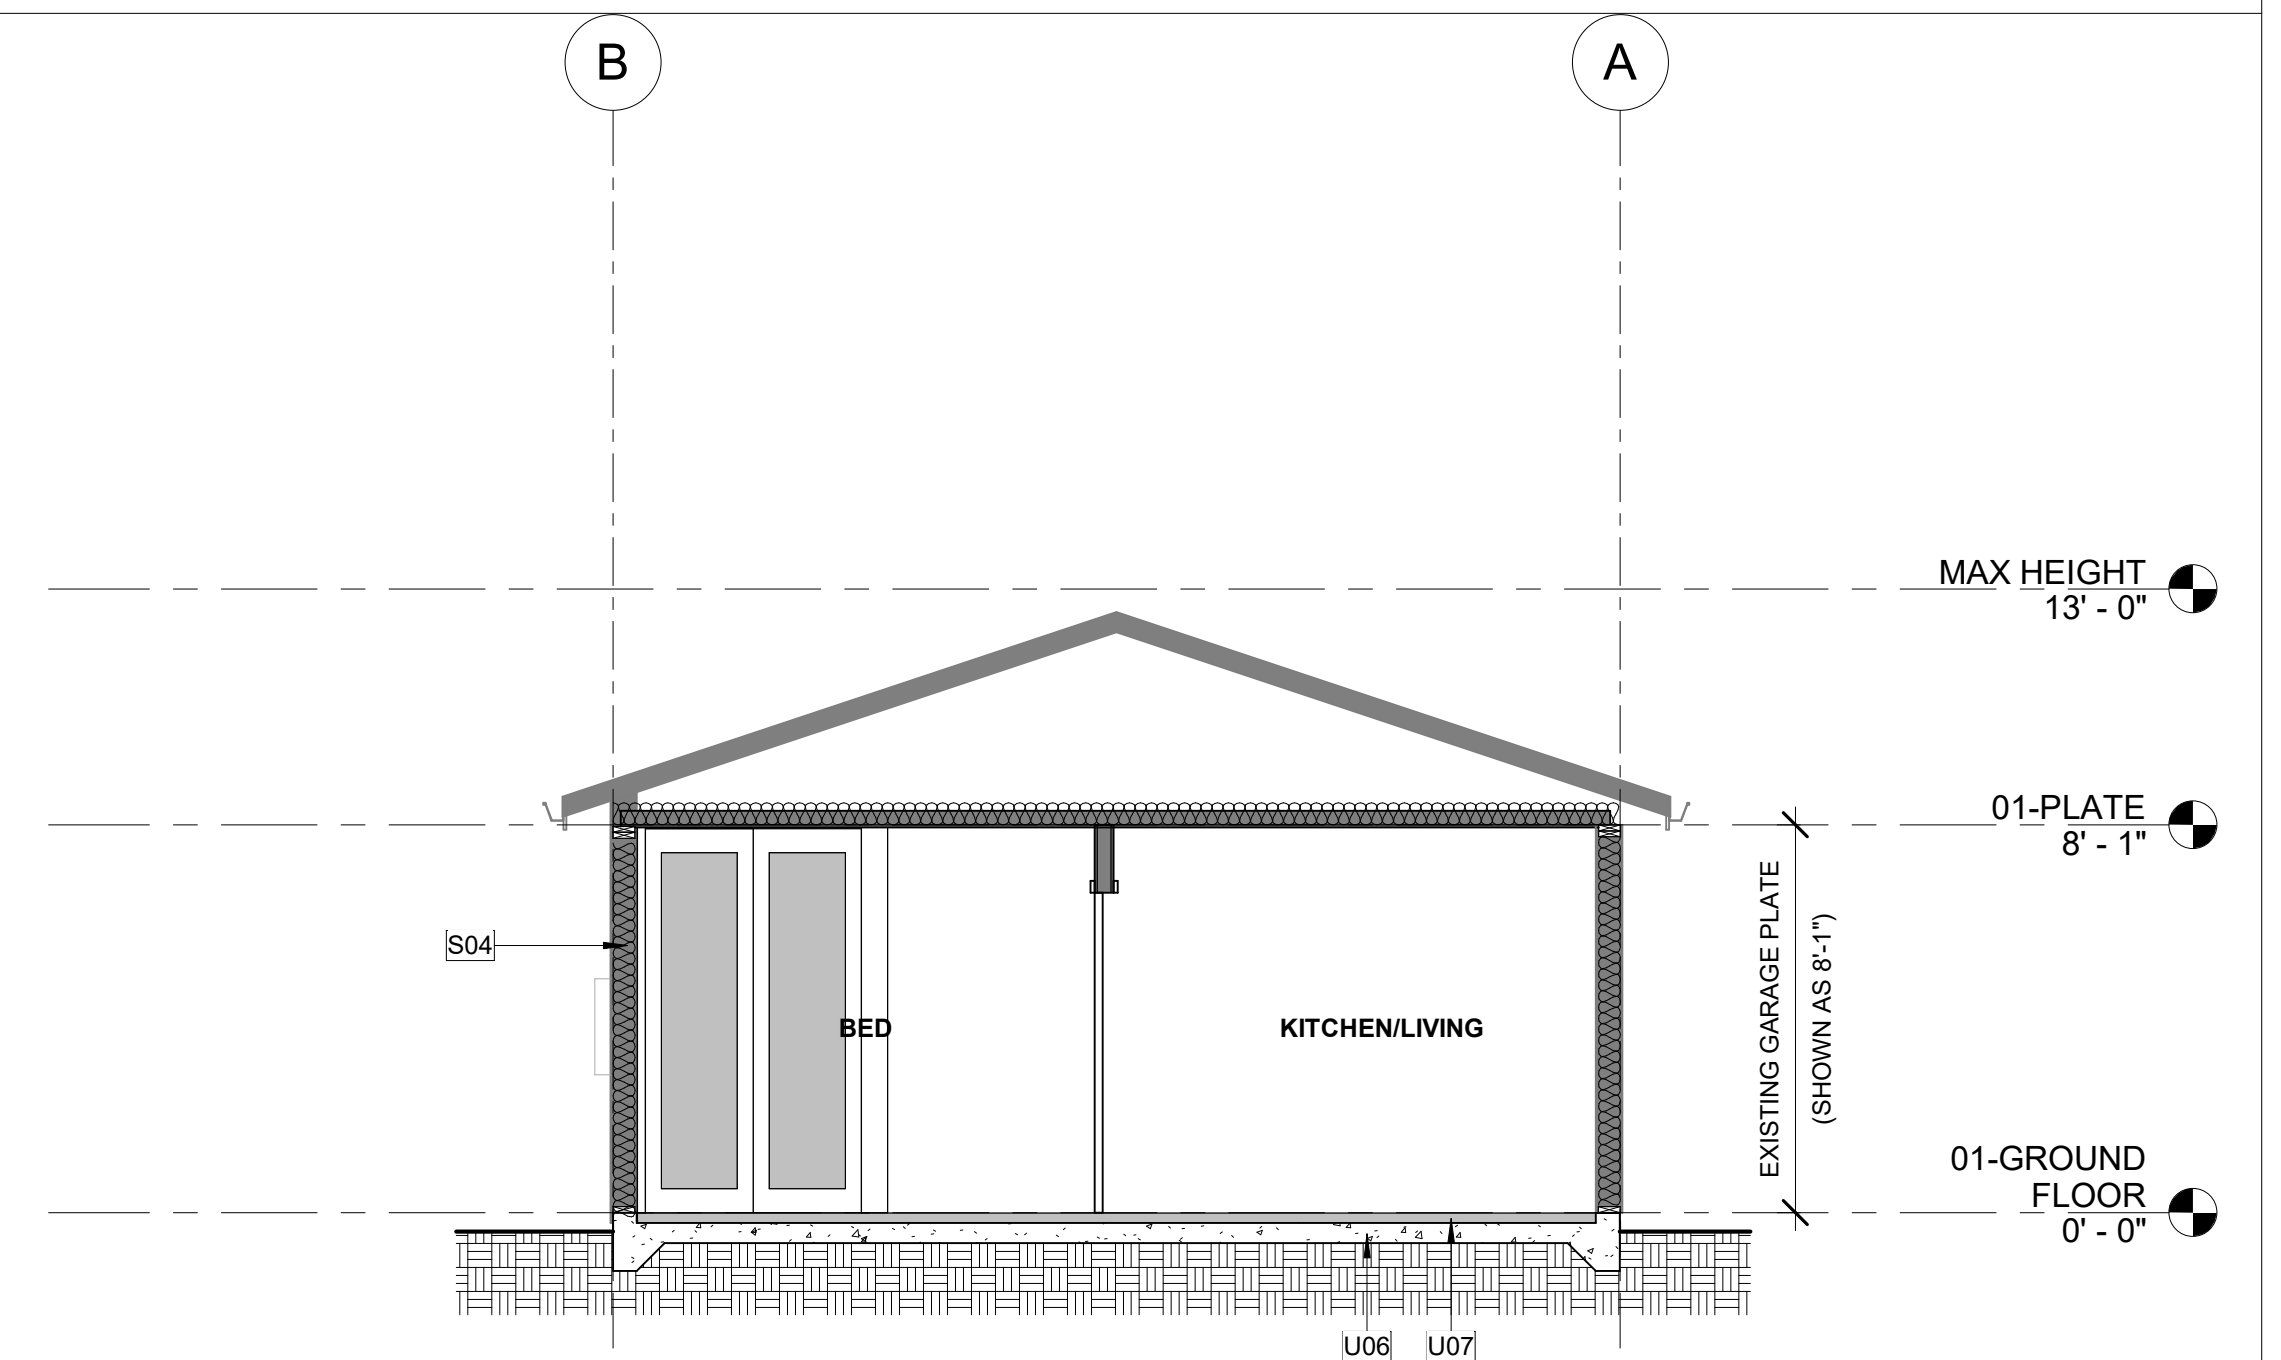 B
A
MAX HEIGHT
13' - 0"
01-PLATE
8' - 1"
S04
BED
KITCHEN/LIVING
EXISTING GARAGE PLATE
(SHOWN AS 8'-1")
01-GROUND
FLOOR
0' - 0"
U06
U07